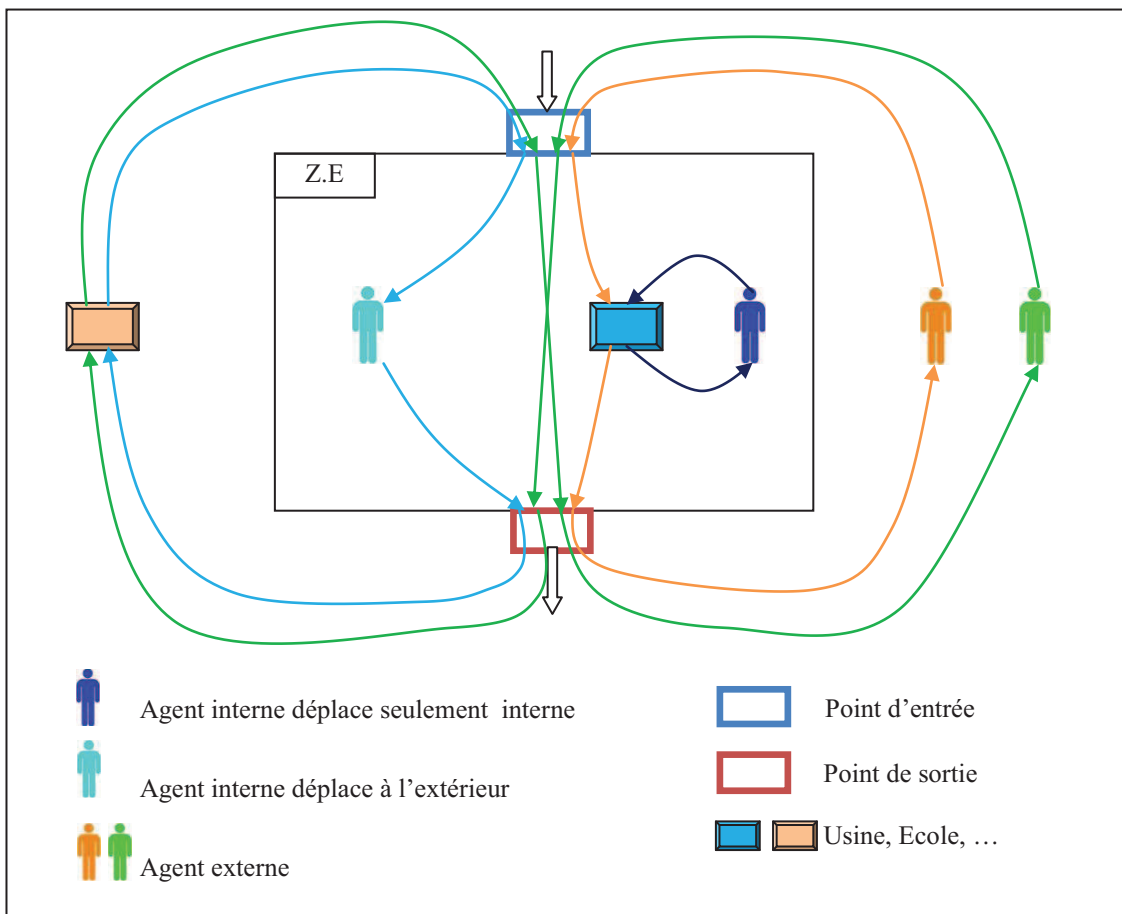 Z.E
Agent interne déplace seulement interne
Point d’entrée
Agent interne déplace à l’extérieur
Point de sortie
Agent externe
Usine, Ecole, …